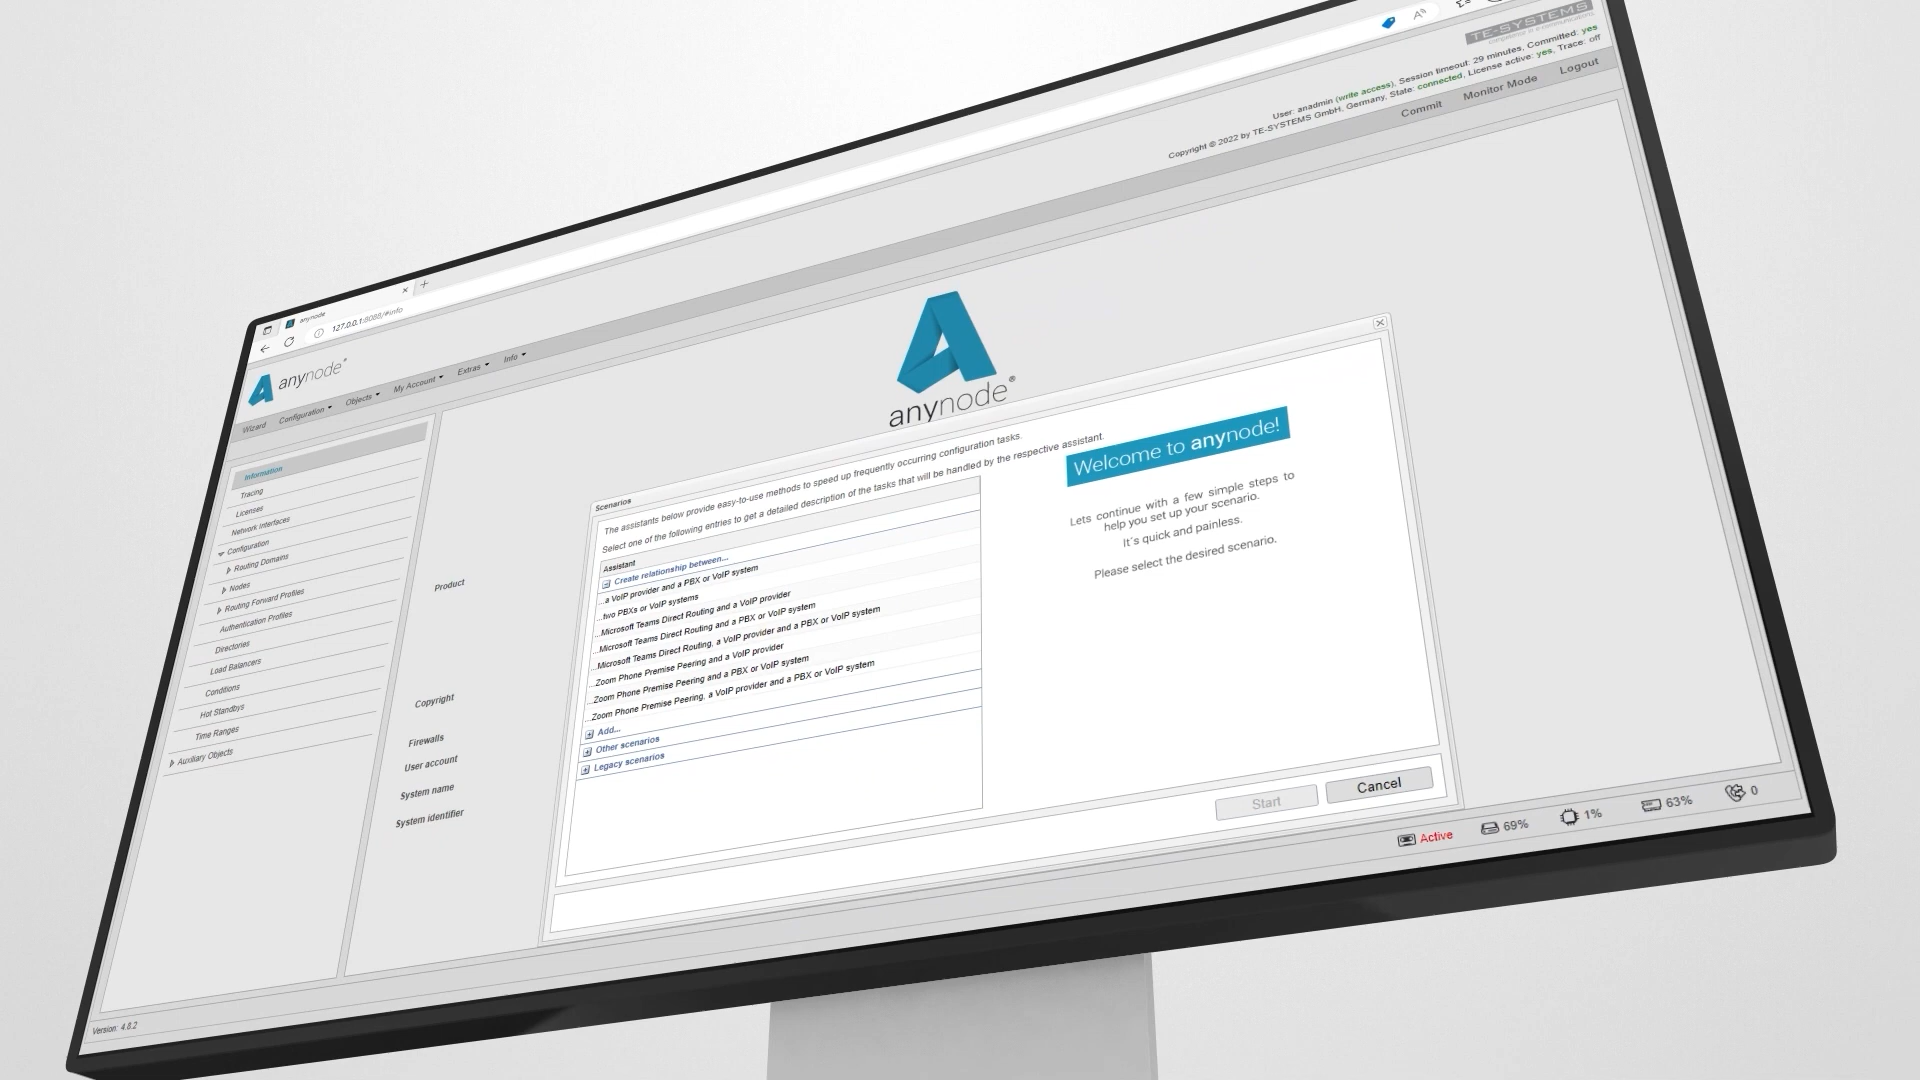 anynode
127.0.0.1:8088/#info
anynode®
TE-SYSTEMS
competence in e-communications
User: anadmin (write access), Session timeout: 29 minutes, Committed: yes
Copyright © 2022 by TE-SYSTEMS GmbH, Germany, State: connected, License active: yes, Trace: off
Wizard Configuration Objects My Account Extras Info Commit Monitor Mode Logout
Information
Tracing
Licenses
Network Interfaces
Configuration
Routing Domains
Nodes
Routing Forward Profiles
Authentication Profiles
Directories
Load Balancers
Conditions
Hot Standbys
Time Ranges
Auxiliary Objects
anynode®
Product
Copyright
Firewalls
User account
System name
System identifier
Scenarios
The assistants below provide easy-to-use methods to speed up frequently occurring configuration tasks.
Select one of the following entries to get a detailed description of the tasks that will be handled by the respective assistant.
Assistant
Create relationship between...
...a VoIP provider and a PBX or VoIP system
...two PBXs or VoIP systems
...Microsoft Teams Direct Routing and a VoIP provider
...Microsoft Teams Direct Routing and a PBX or VoIP system
...Microsoft Teams Direct Routing, a VoIP provider and a PBX or VoIP system
...Zoom Phone Premise Peering and a VoIP provider
...Zoom Phone Premise Peering and a PBX or VoIP system
...Zoom Phone Premise Peering, a VoIP provider and a PBX or VoIP system
Add...
Other scenarios
Legacy scenarios
Welcome to anynode!
Lets continue with a few simple steps to
help you set up your scenario.
It´s quick and painless.
Please select the desired scenario.
Start Cancel
Active 69% 1% 63% 0
Version: 4.8.2